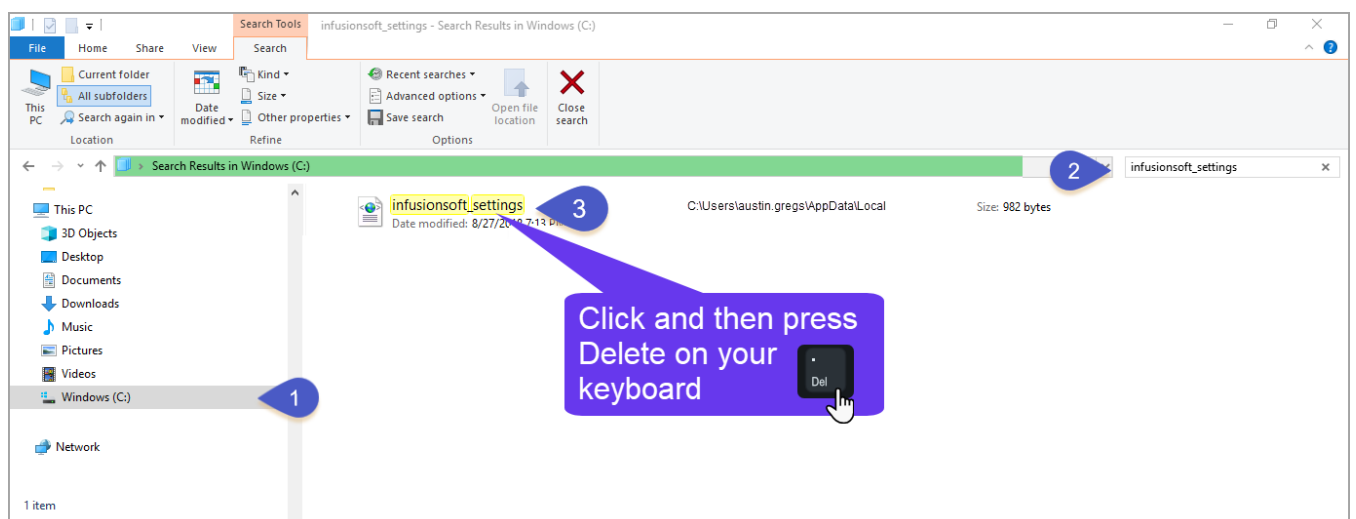 Search Tools infusionsoft_settings - Search Results in Windows (C:)
File Home Share View Search
This PC
Current folder
All subfolders
Search again in
Location
Date modified
Kind
Size
Other properties
Refine
Recent searches
Advanced options
Save search
Open file location
Options
Close search
Search Results in Windows (C:)
2
infusionsoft_settings
This PC
3D Objects
Desktop
Documents
Downloads
Music
Pictures
Videos
Windows (C:)
1
Network
1 item
infusionsoft_settings
3
C:\Users\austin.gregs\AppData\Local
Size: 982 bytes
Date modified:
Click and then press
Delete on your
keyboard
.
Del